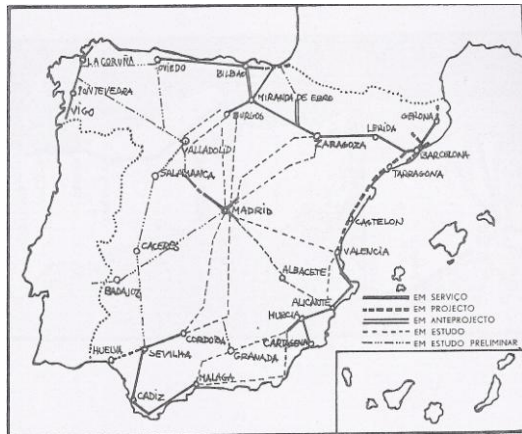 LA CORUÑA
OVIEDO
BILBAO
PONTEVEDRA
VIGO
MIRANDA DE EBRO
BURGOS
GERONA
VALLADOLID
ZARAGOZA
LERIDA
BARCELONA
TARRAGONA
SALAMANCA
MADRID
CASTELON
CACERES
VALENCIA
BADAJOZ
ALBACETE
ALICANTE
MURCIA
CARTAGENA
CORDOBA
HUELVA
SEVILHA
GRANADA
MALAGA
CADIZ
EM SERVIÇO
EM PROJECTO
EM ANTEPROJECTO
EM ESTUDO
EM ESTUDO PRELIMINAR